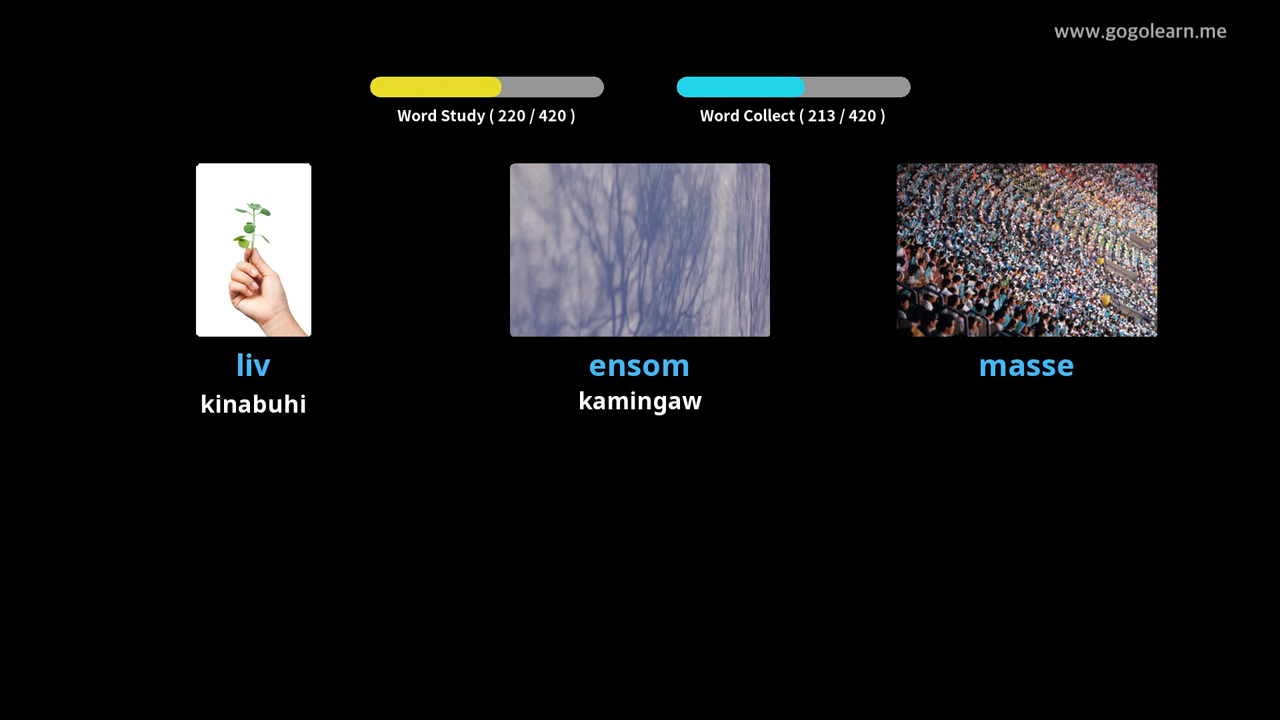 www.gogolearn.me
Word Study ( 220 / 420 )
Word Collect ( 213 / 420 )
liv
kinabuhi
ensom
kamingaw
masse